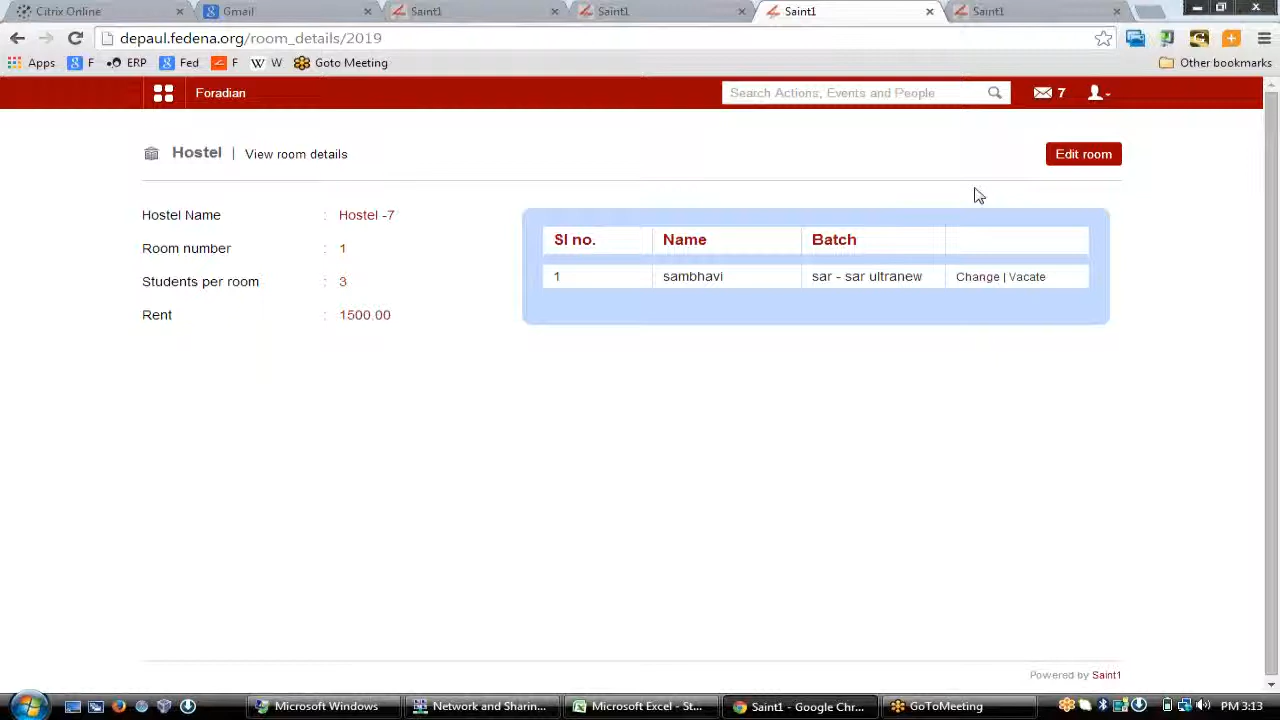 Citrix Online
Gmail
Saint1
Saint1
Saint1
Saint1
depaul.fedena.org/room_details/2019
Apps
F
ERP
Fed
F
W
Goto Meeting
Other bookmarks
Foradian
Search Actions, Events and People
7
Hostel | View room details
Edit room
Hostel Name : Hostel -7
Room number : 1
Students per room : 3
Rent : 1500.00
Sl no. Name Batch
1 sambhavi sar - sar ultranew Change | Vacate
Powered by Saint1
Microsoft Windows
Network and Sharin...
Microsoft Excel - St...
Saint1 - Google Chr...
GoToMeeting
PM 3:13